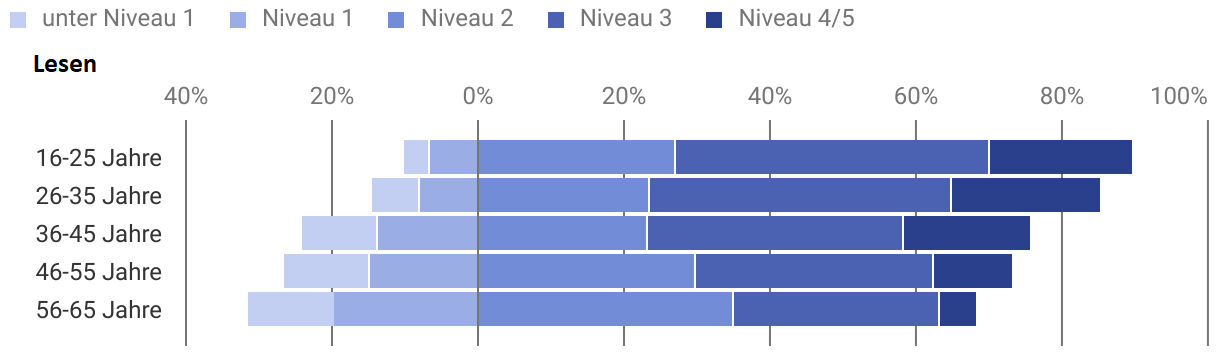 unter Niveau 1 Niveau 1 Niveau 2 Niveau 3 Niveau 4/5
Lesen
40% 20% 0% 20% 40% 60% 80% 100%
16-25 Jahre
26-35 Jahre
36-45 Jahre
46-55 Jahre
56-65 Jahre